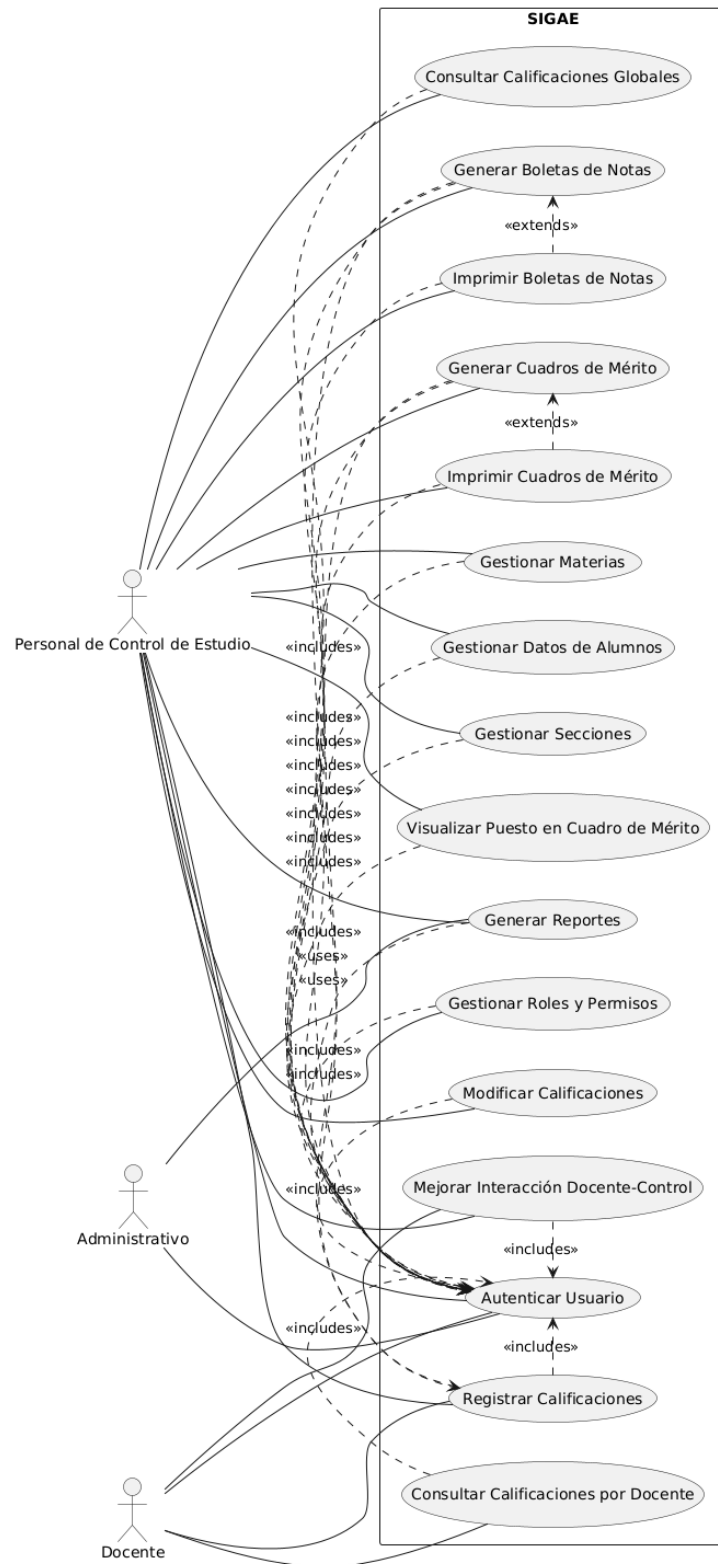 SIGAE
Consultar Calificaciones Globales
Generar Boletas de Notas
«extends»
Imprimir Boletas de Notas
Generar Cuadros de Mérito
«extends»
Imprimir Cuadros de Mérito
Gestionar Materias
Personal de Control de Estudio
«includes»
Gestionar Datos de Alumnos
«includes»
Gestionar Secciones
«includes»
«includes»
«includes»
«includes»
Visualizar Puesto en Cuadro de Mérito
«includes»
«includes»
Generar Reportes
«includes»
«uses»
«uses»
Gestionar Roles y Permisos
«includes»
«includes»
Modificar Calificaciones
Mejorar Interacción Docente-Control
«includes»
Administrativo
«includes»
Autenticar Usuario
«includes»
«includes»
Registrar Calificaciones
Consultar Calificaciones por Docente
Docente